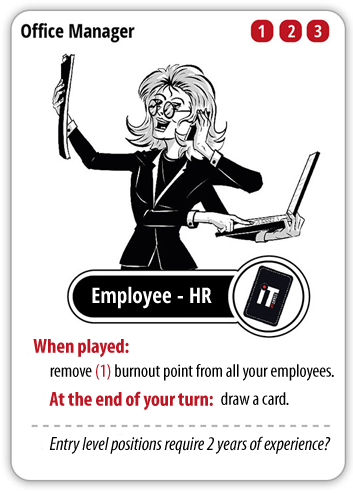 Office Manager 1 2 3
Employee - HR
iT
When played:
remove (1) burnout point from all your employees.
At the end of your turn: draw a card.
Entry level positions require 2 years of experience?